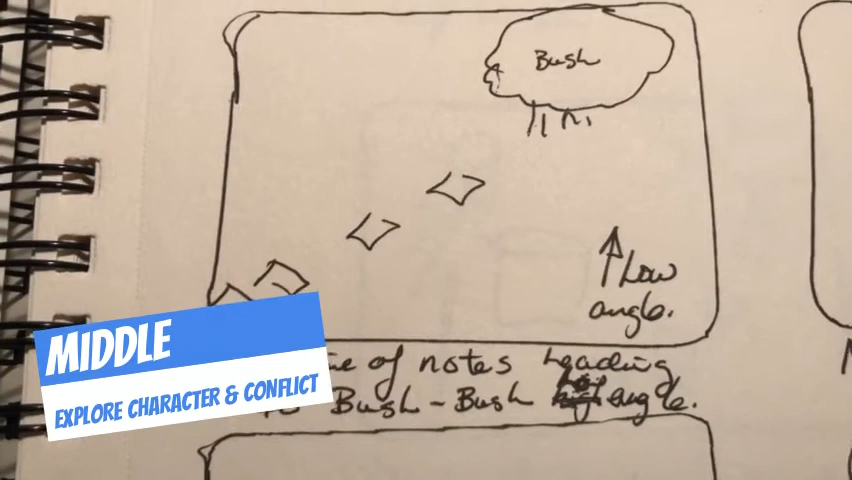 Bush
Low
angle.
of notes leading
Bush - Bush angle.
MIDDLE
EXPLORE CHARACTER & CONFLICT